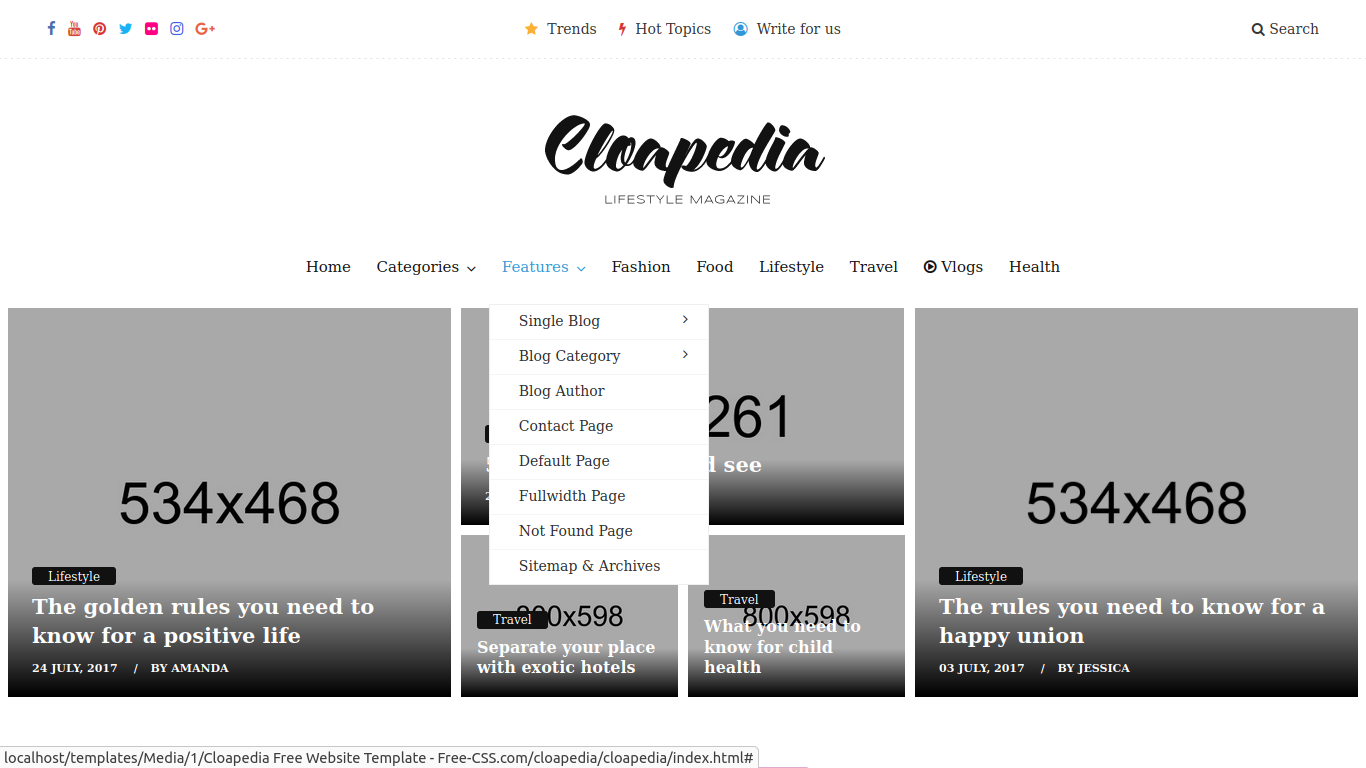 Trends Hot Topics Write for us Search
Cloapedia
LIFESTYLE MAGAZINE
Home Categories Features Fashion Food Lifestyle Travel Vlogs Health
Single Blog
Blog Category
Blog Author
Contact Page
Default Page
Fullwidth Page
Not Found Page
Sitemap & Archives
534x468
Lifestyle
The golden rules you need to
know for a positive life
24 JULY, 2017 / BY AMANDA
261
see
Travel
Separate your place
with exotic hotels
800x598
Travel
What you need to
know for child
health
534x468
Lifestyle
The rules you need to know for a
happy union
03 JULY, 2017 / BY JESSICA
localhost/templates/Media/1/Cloapedia Free Website Template - Free-CSS.com/cloapedia/cloapedia/index.html#